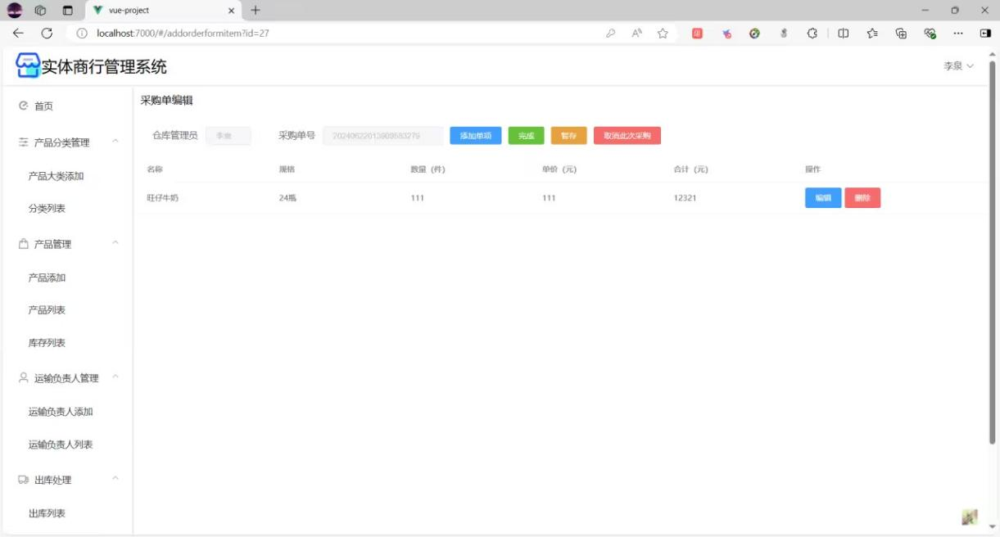 vue-project
localhost:7000/#/addorderformitem?id=27
实体商行管理系统
李泉
首页
产品分类管理
产品大类添加
分类列表
产品管理
产品添加
产品列表
库存列表
运输负责人管理
运输负责人添加
运输负责人列表
出库处理
出库列表
采购单编辑
仓库管理员 李泉 采购单号 添加单项 完成 暂存 取消此次采购
名称 规格 数量（件） 单价（元） 合计（元） 操作
旺仔牛奶 24瓶 111 111 12321 编辑 删除